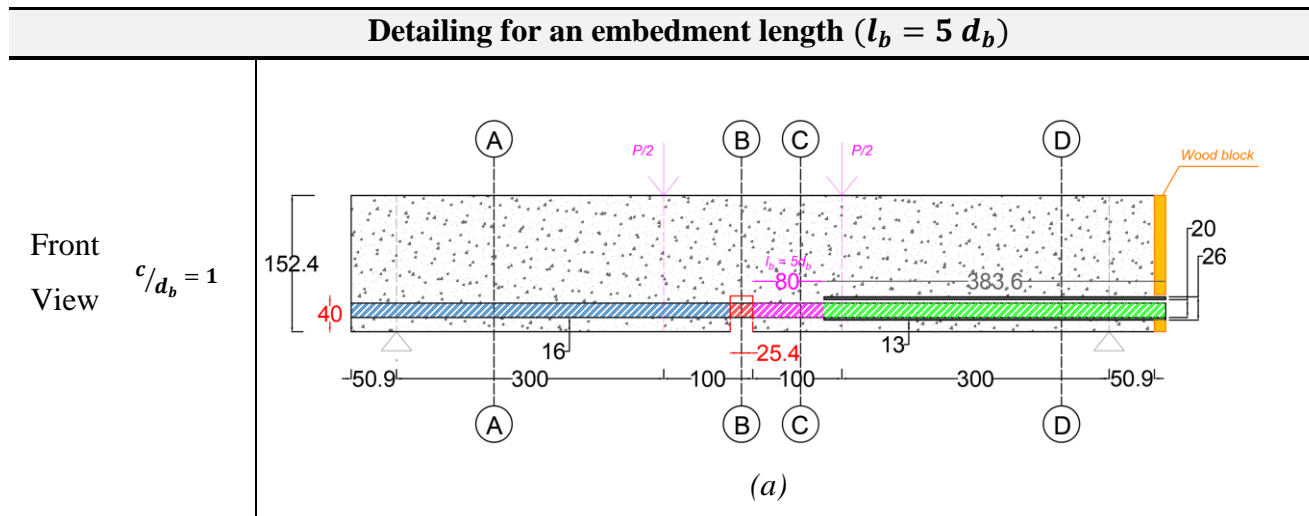 Detailing for an embedment length (l_b = 5 d_b)
Front View
c/d_b = 1
A
B
C
D
P/2
P/2
Wood block
152.4
20
26
l_b = 5d_b
80
383.6
40
16
25.4
13
50.9
300
100
100
300
50.9
A
B
C
D
(a)